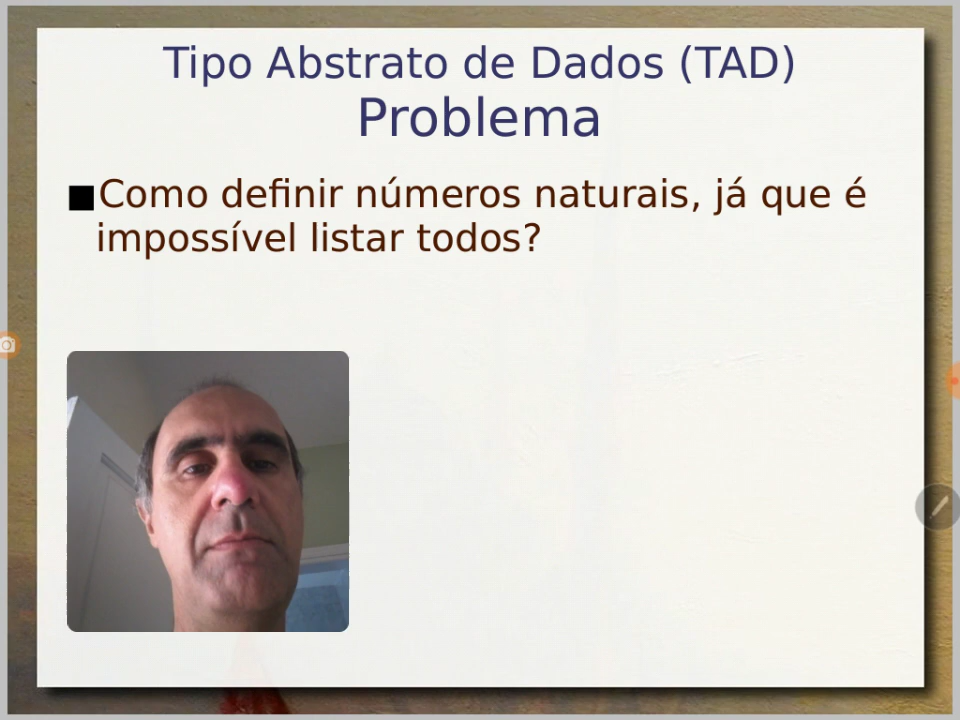 Tipo Abstrato de Dados (TAD)
Problema
Como definir números naturais, já que é
impossível listar todos?